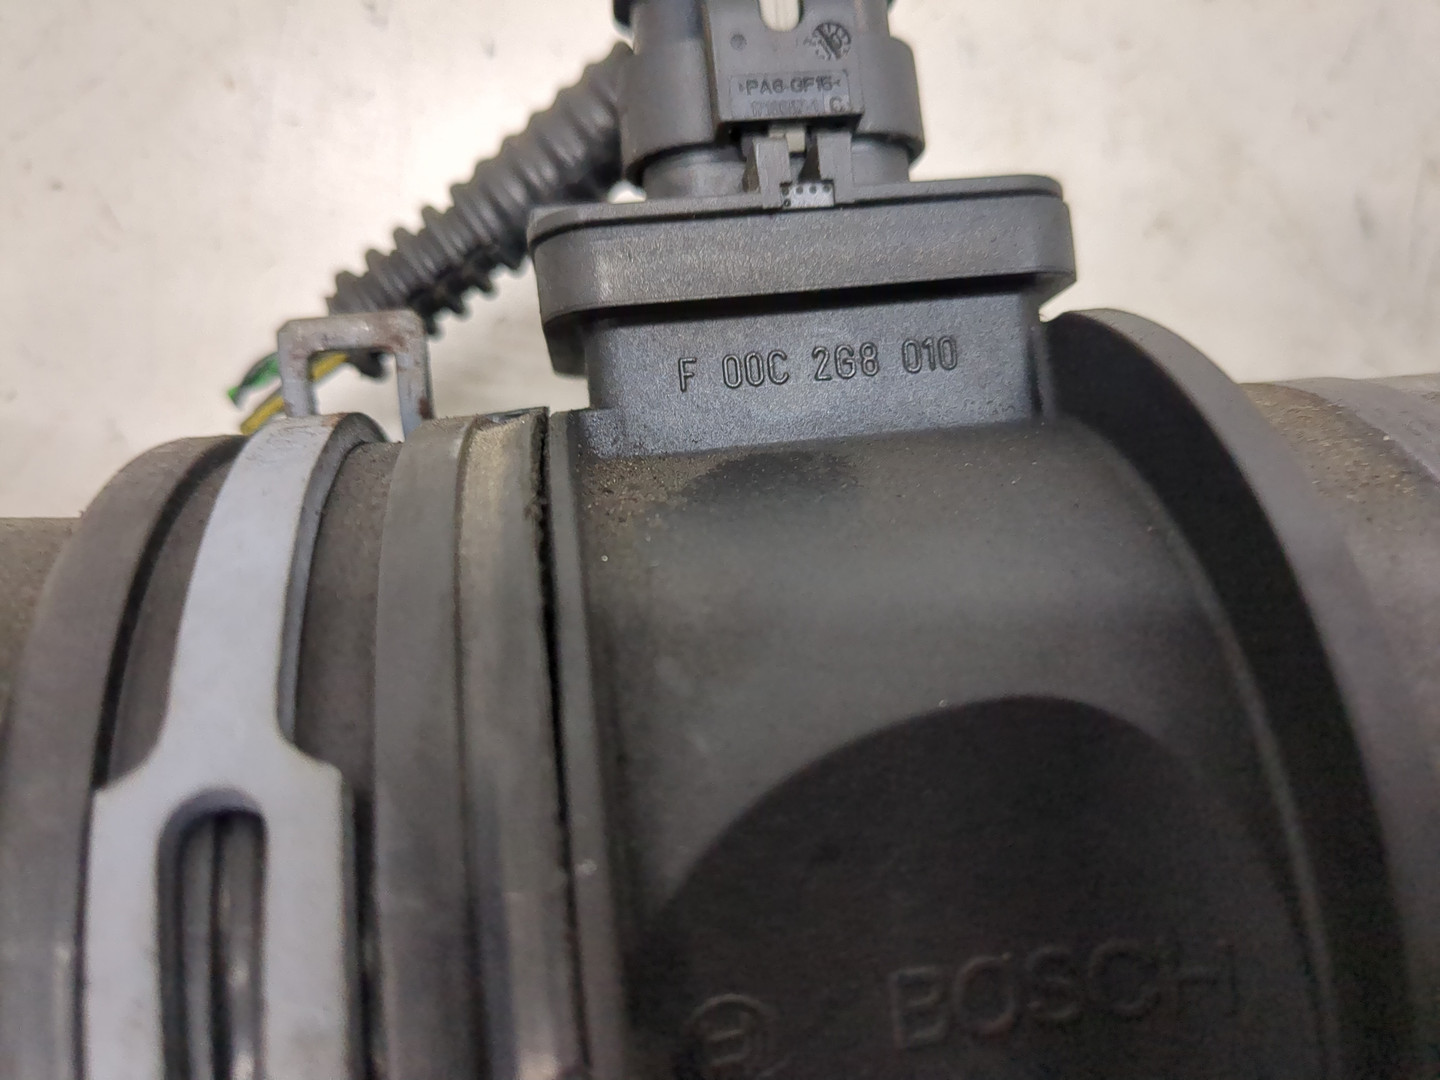 >PA6-GF15<
C
F 00C 2G8 010
BOSCH